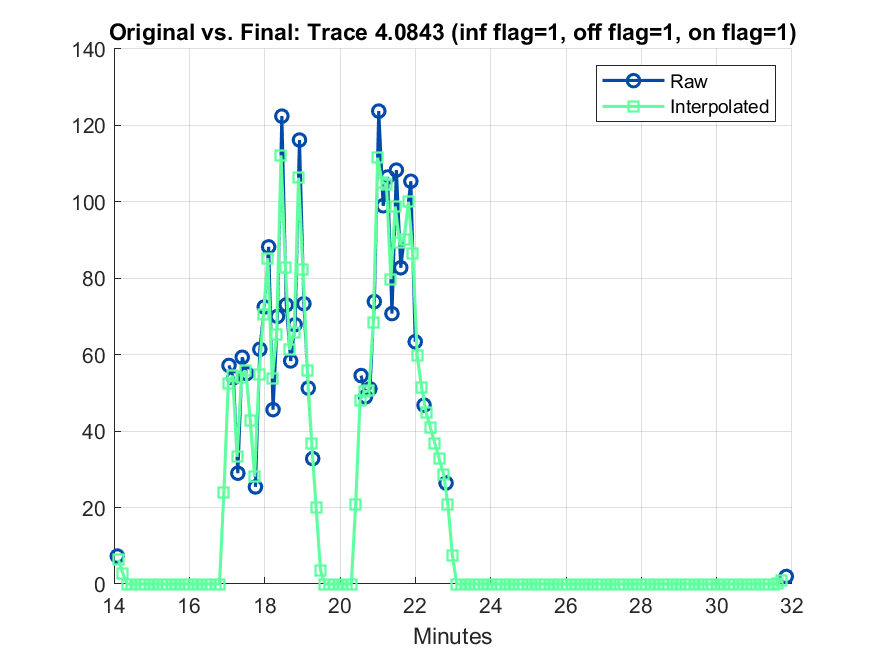 Original vs. Final: Trace 4.0843 (inf flag=1, off flag=1, on flag=1)
140
120
100
80
60
40
20
0
Raw
Interpolated
14 16 18 20 22 24 26 28 30 32
Minutes